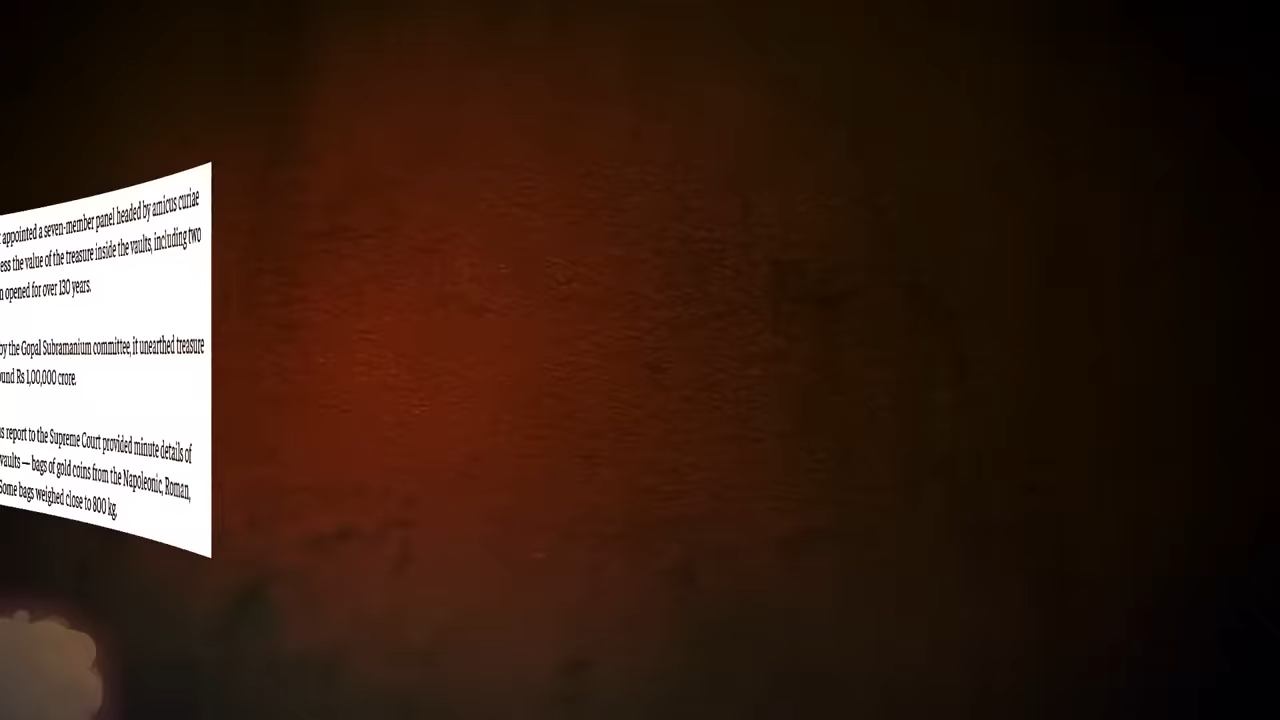 appointed a seven-member panel headed by amicus curiae
the value of the treasure inside the vaults, including two
opened for over 130 years.
by the Gopal Subramanium committee, it unearthed treasure
Rs 1,00,000 crore.
report to the Supreme Court provided minute details of
vaults — bags of gold coins from the Napoleonic, Roman,
Some bags weighed close to 800 kg.